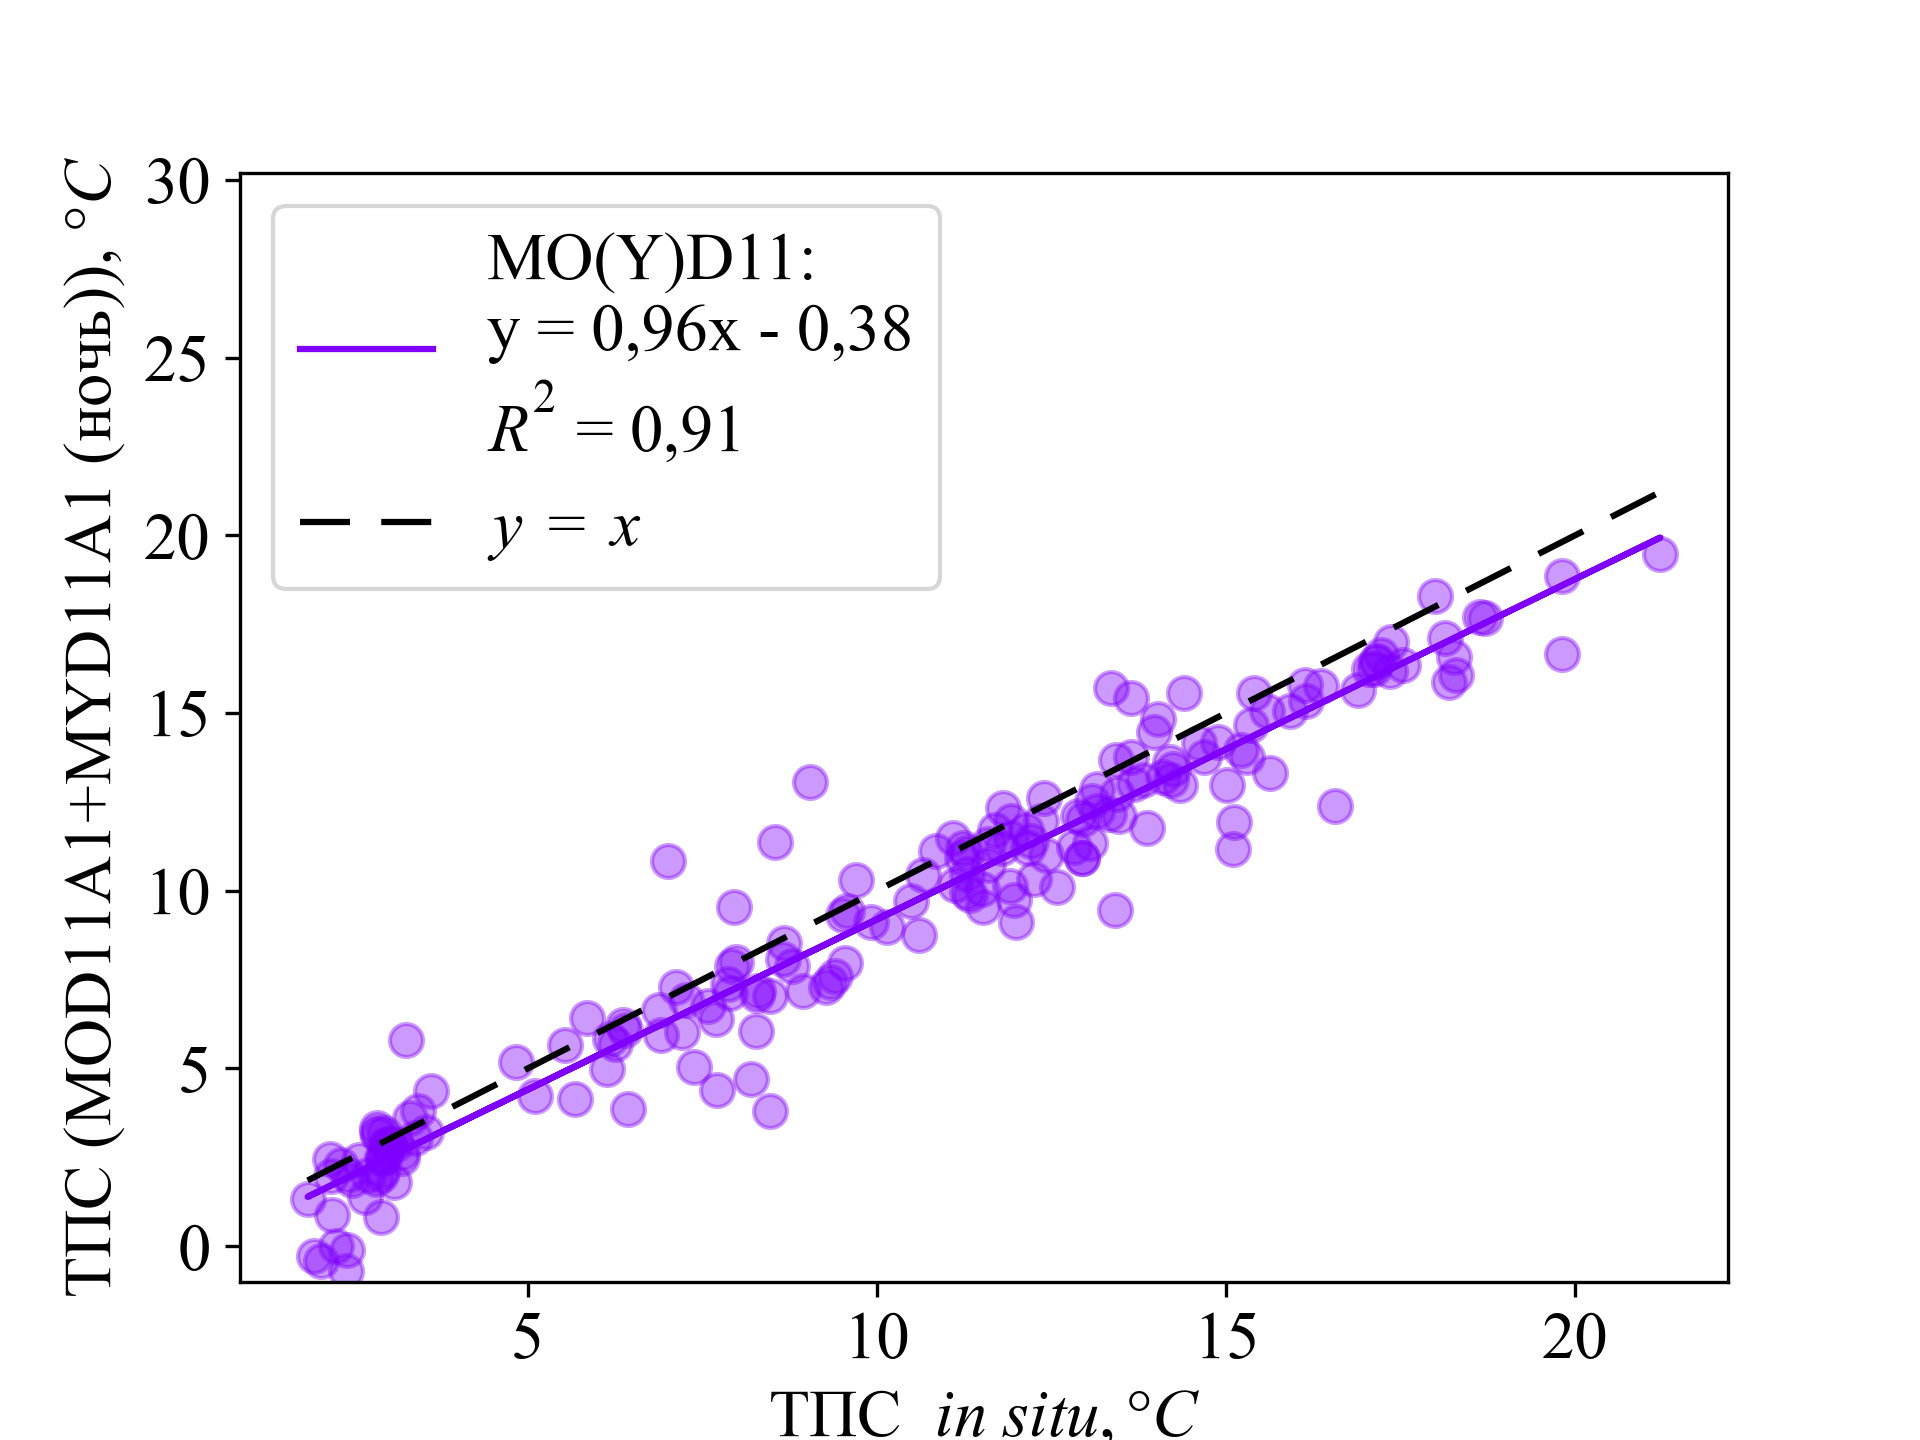 MO(Y)D11:
y = 0,96x - 0,38
R² = 0,91
y = x
ТПС (MOD11A1+MYD11A1 (ночь)), °C
30
25
20
15
10
5
0
5 10 15 20
ТПС in situ, °C